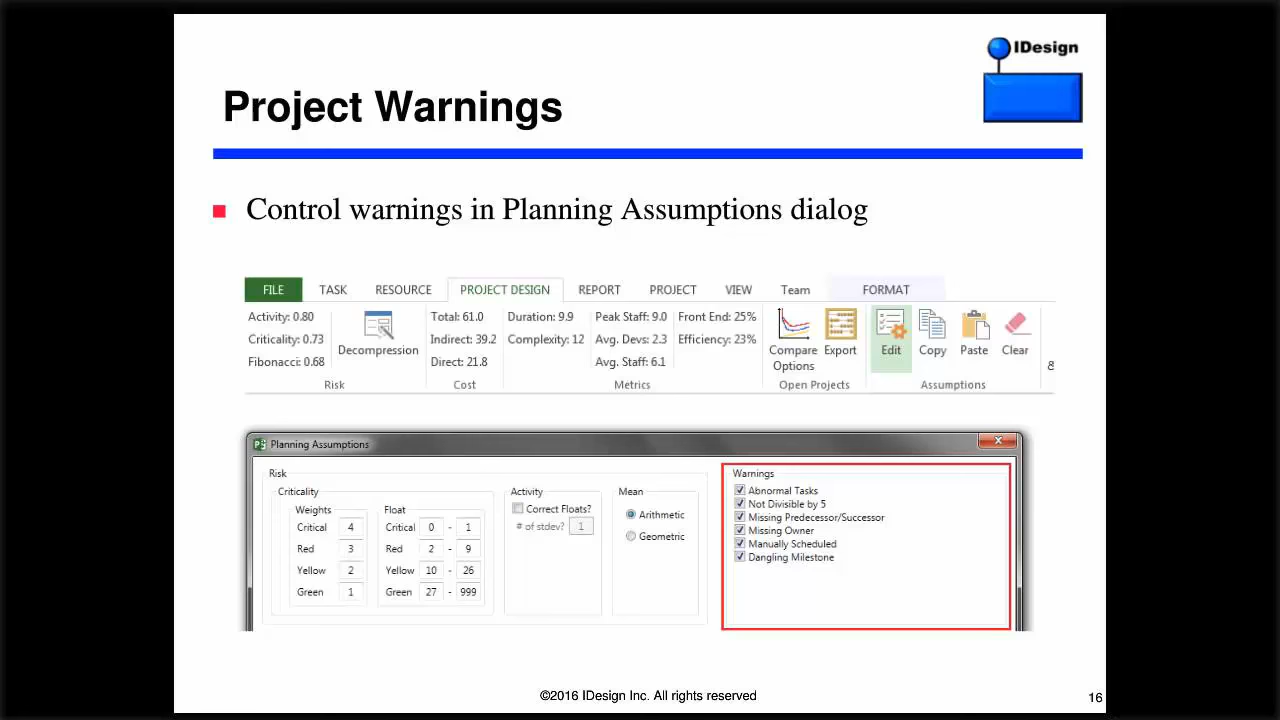 IDesign
Project Warnings
Control warnings in Planning Assumptions dialog
FILE TASK RESOURCE PROJECT DESIGN REPORT PROJECT VIEW Team FORMAT
Activity: 0.80 Total: 61.0 Duration: 9.9 Peak Staff: 9.0 Front End: 25%
Criticality: 0.73 Indirect: 39.2 Complexity: 12 Avg. Devs: 2.3 Efficiency: 23%
Decompression Compare Options Export Edit Copy Paste Clear
Fibonacci: 0.68 Direct: 21.8 Avg. Staff: 6.1
&
Risk Cost Metrics Open Projects Assumptions
Planning Assumptions
Risk
Criticality
Weights
Critical 4
Red 3
Yellow 2
Green 1
Float
Critical 0 - 1
Red 2 - 9
Yellow 10 - 26
Green 27 - 999
Activity
Correct Floats?
# of stdev? 1
Mean
Arithmetic
Geometric
Warnings
Abnormal Tasks
Not Divisible by 5
Missing Predecessor/Successor
Missing Owner
Manually Scheduled
Dangling Milestone
©2016 IDesign Inc. All rights reserved
16